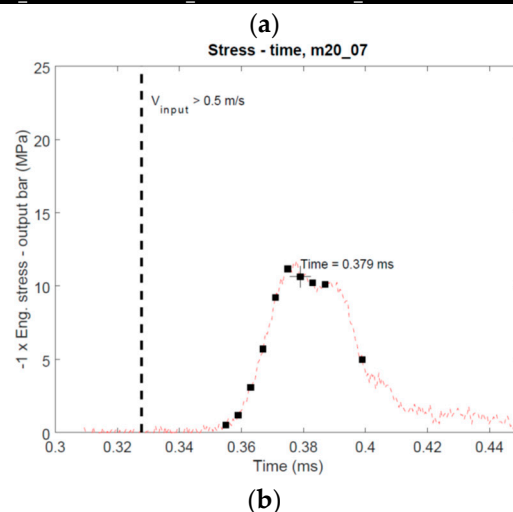 (a)
Stress - time, m20_07
25
20
15
10
5
0
-1 x Eng. stress - output bar (MPa)
V_input > 0.5 m/s
Time = 0.379 ms
0.3 0.32 0.34 0.36 0.38 0.4 0.42 0.44
Time (ms)
(b)